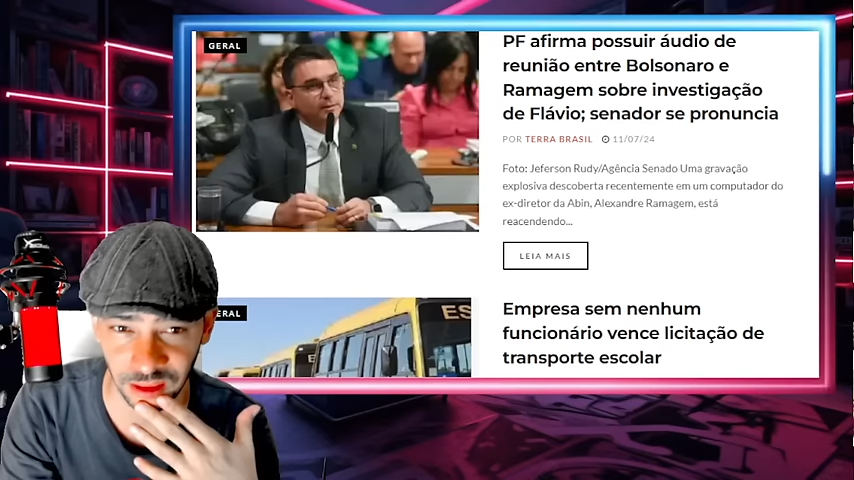 GERAL
PF afirma possuir áudio de
reunião entre Bolsonaro e
Ramagem sobre investigação
de Flávio; senador se pronuncia
POR TERRA BRASIL 11/07/24
Foto: Jeferson Rudy/Agência Senado Uma gravação
explosiva descoberta recentemente em um computador do
ex-diretor da Abin, Alexandre Ramagem, está
reacendendo...
LEIA MAIS
ERAL
ES
Empresa sem nenhum
funcionário vence licitação de
transporte escolar